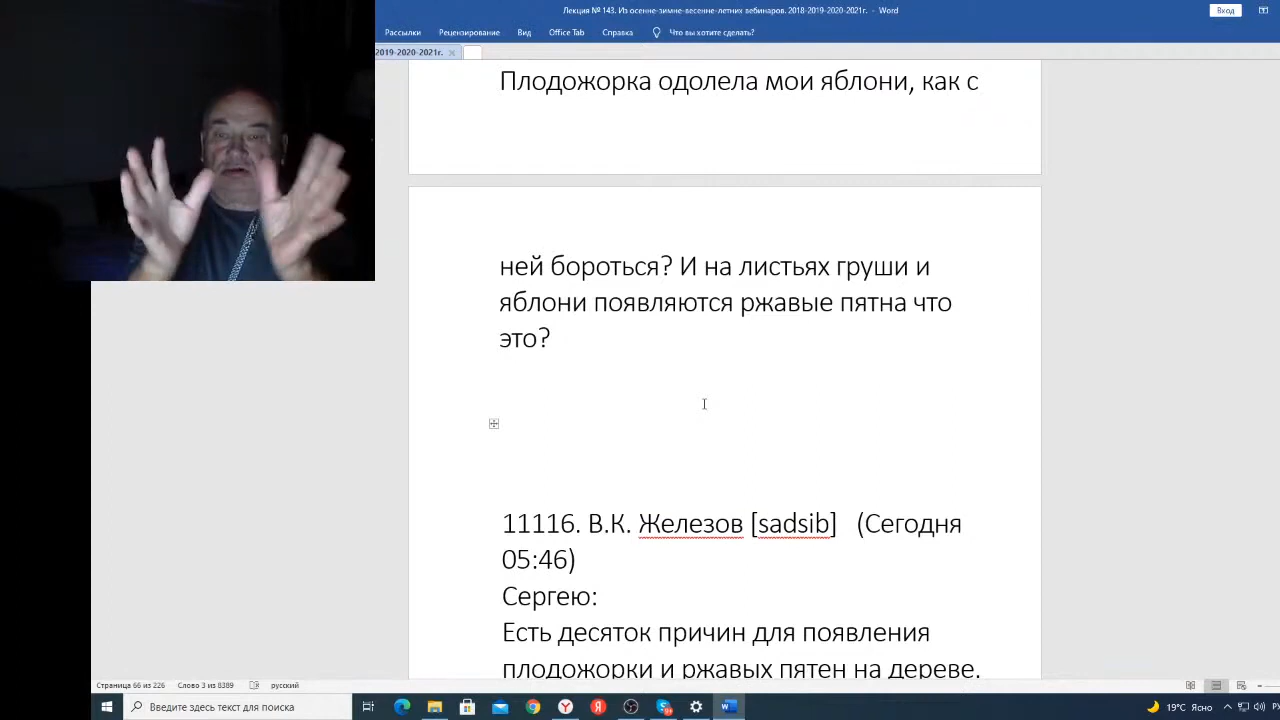 Лекция № 143. Из осенне-зимне-весенне-летних вебинаров. 2018-2019-2020-2021г. - Word
Вход
Рассылки Рецензирование Вид Office Tab Справка Что вы хотите сделать?
2019-2020-2021г.
Плодожорка одолела мои яблони, как с
ней бороться? И на листьях груши и
яблони появляются ржавые пятна что
это?
11116. В.К. Железов [sadsib] (Сегодня
05:46)
Сергею:
Есть десяток причин для появления
плодожорки и ржавых пятен на дереве.
Страница 66 из 226 Слово 3 из 8389 русский
Введите здесь текст для поиска
19°C Ясно